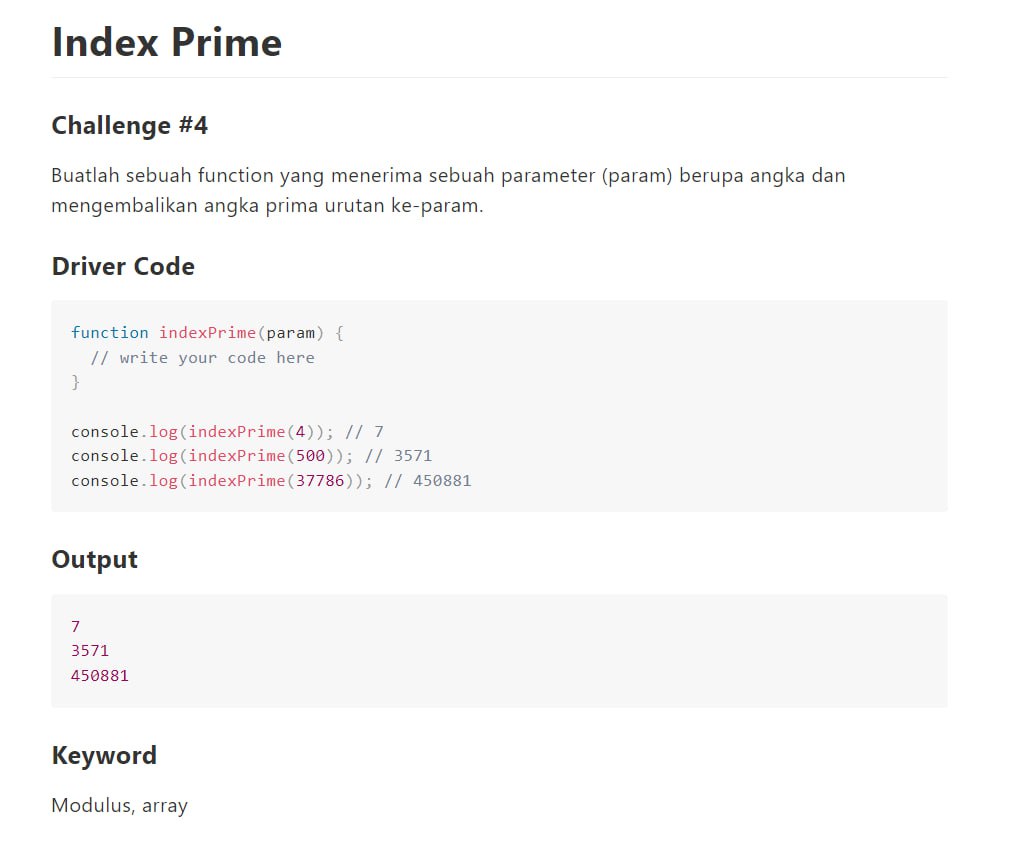 Index Prime
Challenge #4
Buatlah sebuah function yang menerima sebuah parameter (param) berupa angka dan
mengembalikan angka prima urutan ke-param.
Driver Code
function indexPrime(param) {
  // write your code here
}
console.log(indexPrime(4)); // 7
console.log(indexPrime(500)); // 3571
console.log(indexPrime(37786)); // 450881
Output
7
3571
450881
Keyword
Modulus, array